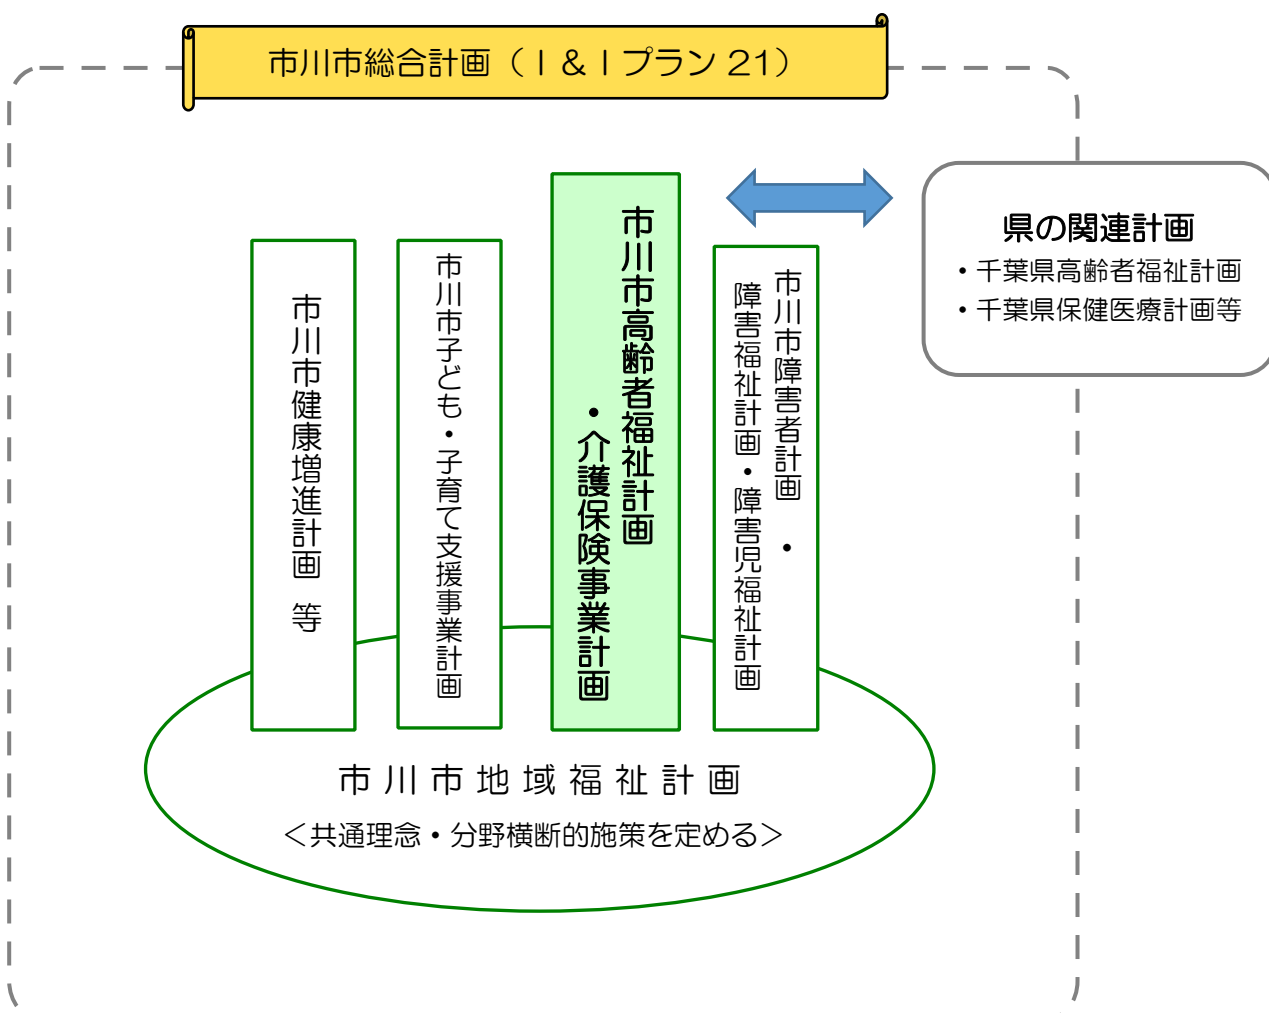 市川市総合計画（I＆Iプラン21）
県の関連計画
・千葉県高齢者福祉計画
・千葉県保健医療計画等
市川市健康増進計画 等
市川市子ども・子育て支援事業計画
市川市高齢者福祉計画
・介護保険事業計画
市川市障害者計画 ・
障害福祉計画・障害児福祉計画
市川市地域福祉計画
＜共通理念・分野横断的施策を定める＞